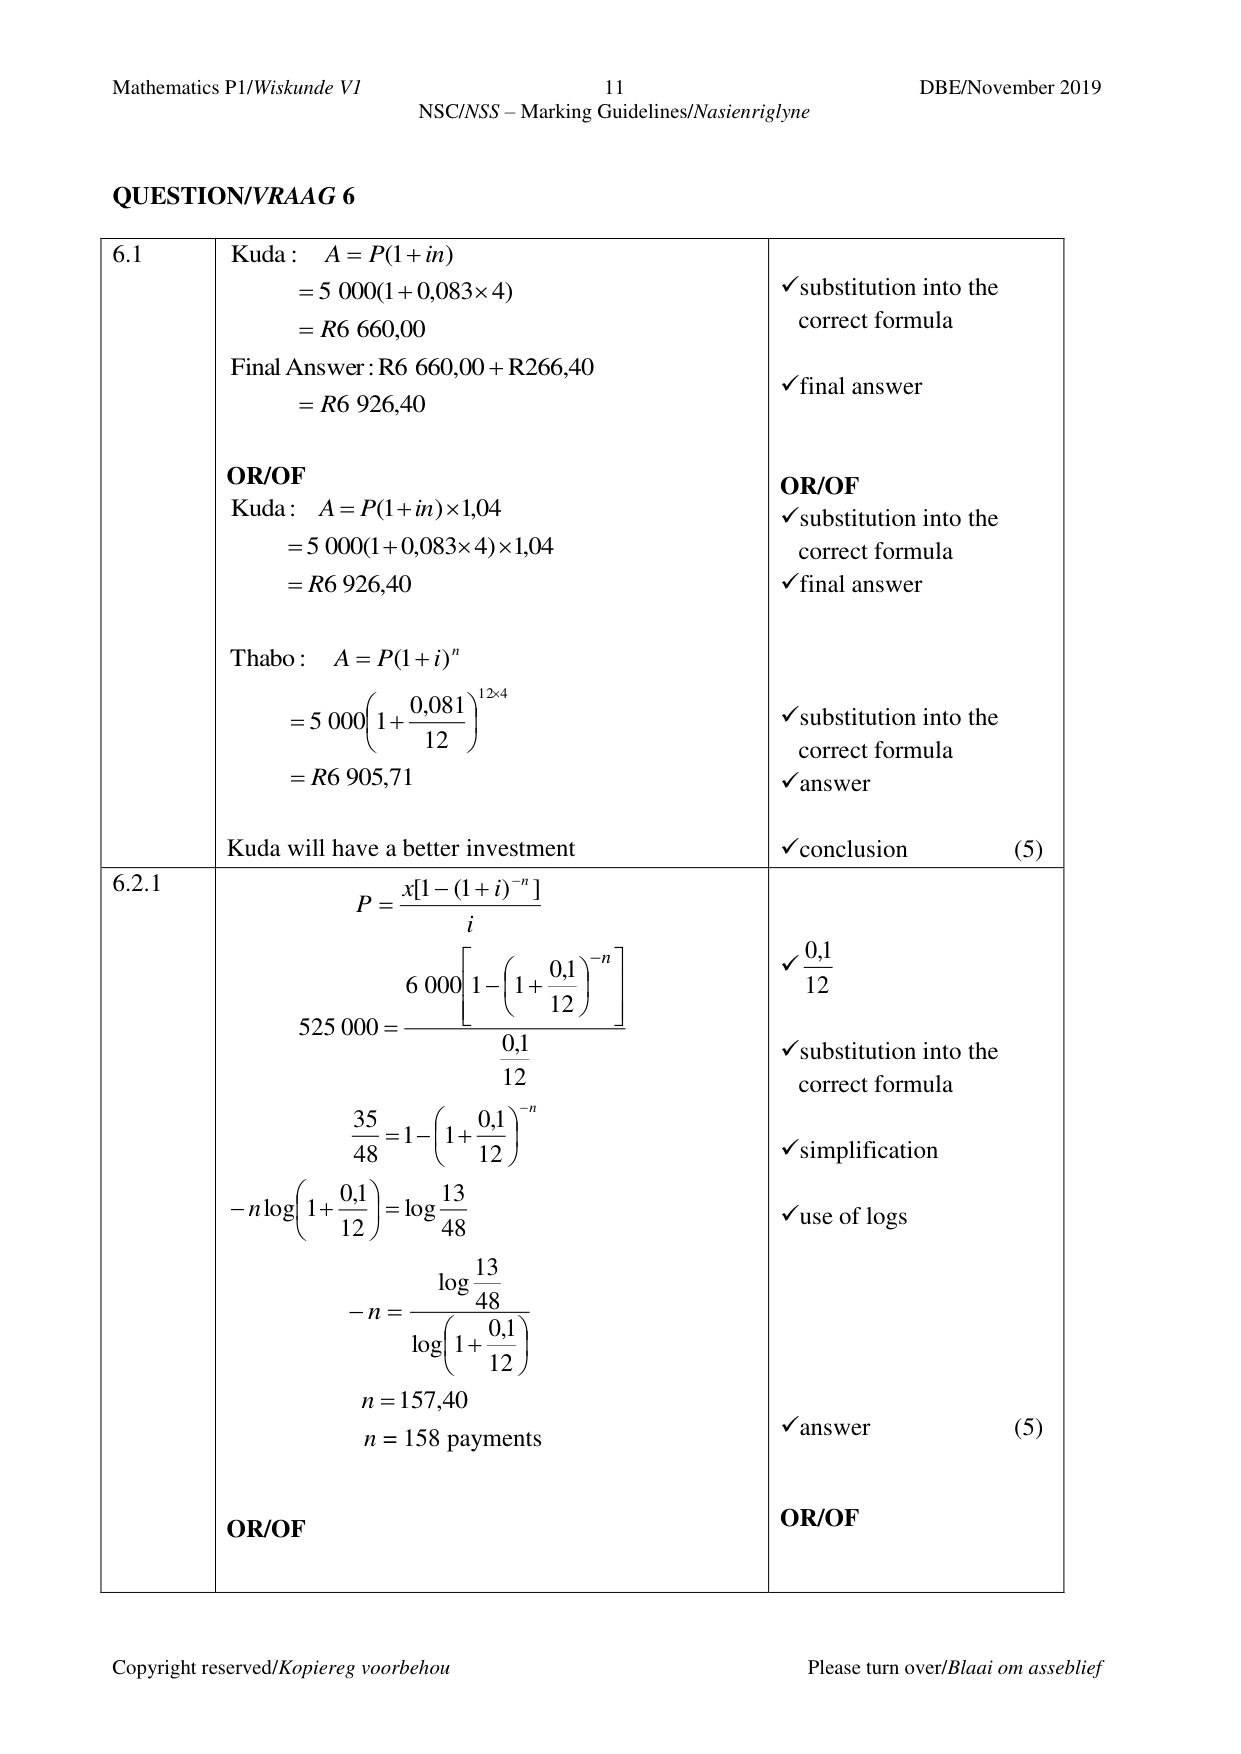 Mathematics P1/Wiskunde V1 11 DBE/November 2019
NSC/NSS – Marking Guidelines/Nasienriglyne
QUESTION/VRAAG 6
6.1
Kuda : A = P(1 + in)
= 5 000(1 + 0,083 × 4)
= R6 660,00
Final Answer : R6 660,00 + R266,40
= R6 926,40
OR/OF
Kuda : A = P(1 + in) × 1,04
= 5 000(1 + 0,083 × 4) × 1,04
= R6 926,40
Thabo : A = P(1 + i)^n
= 5 000(1 + 0,081/12)^(12×4)
= R6 905,71
Kuda will have a better investment
✓substitution into the
correct formula
✓final answer
OR/OF
✓substitution into the
correct formula
✓final answer
✓substitution into the
correct formula
✓answer
✓conclusion (5)
6.2.1
P = x[1 − (1 + i)^−n] / i
525 000 = 6 000[1 − (1 + 0,1/12)^−n] / (0,1/12)
35/48 = 1 − (1 + 0,1/12)^−n
− n log(1 + 0,1/12) = log 13/48
− n = log 13/48 / log(1 + 0,1/12)
n = 157,40
n = 158 payments
OR/OF
✓ 0,1/12
✓substitution into the
correct formula
✓simplification
✓use of logs
✓answer (5)
OR/OF
Copyright reserved/Kopiereg voorbehou Please turn over/Blaai om asseblief